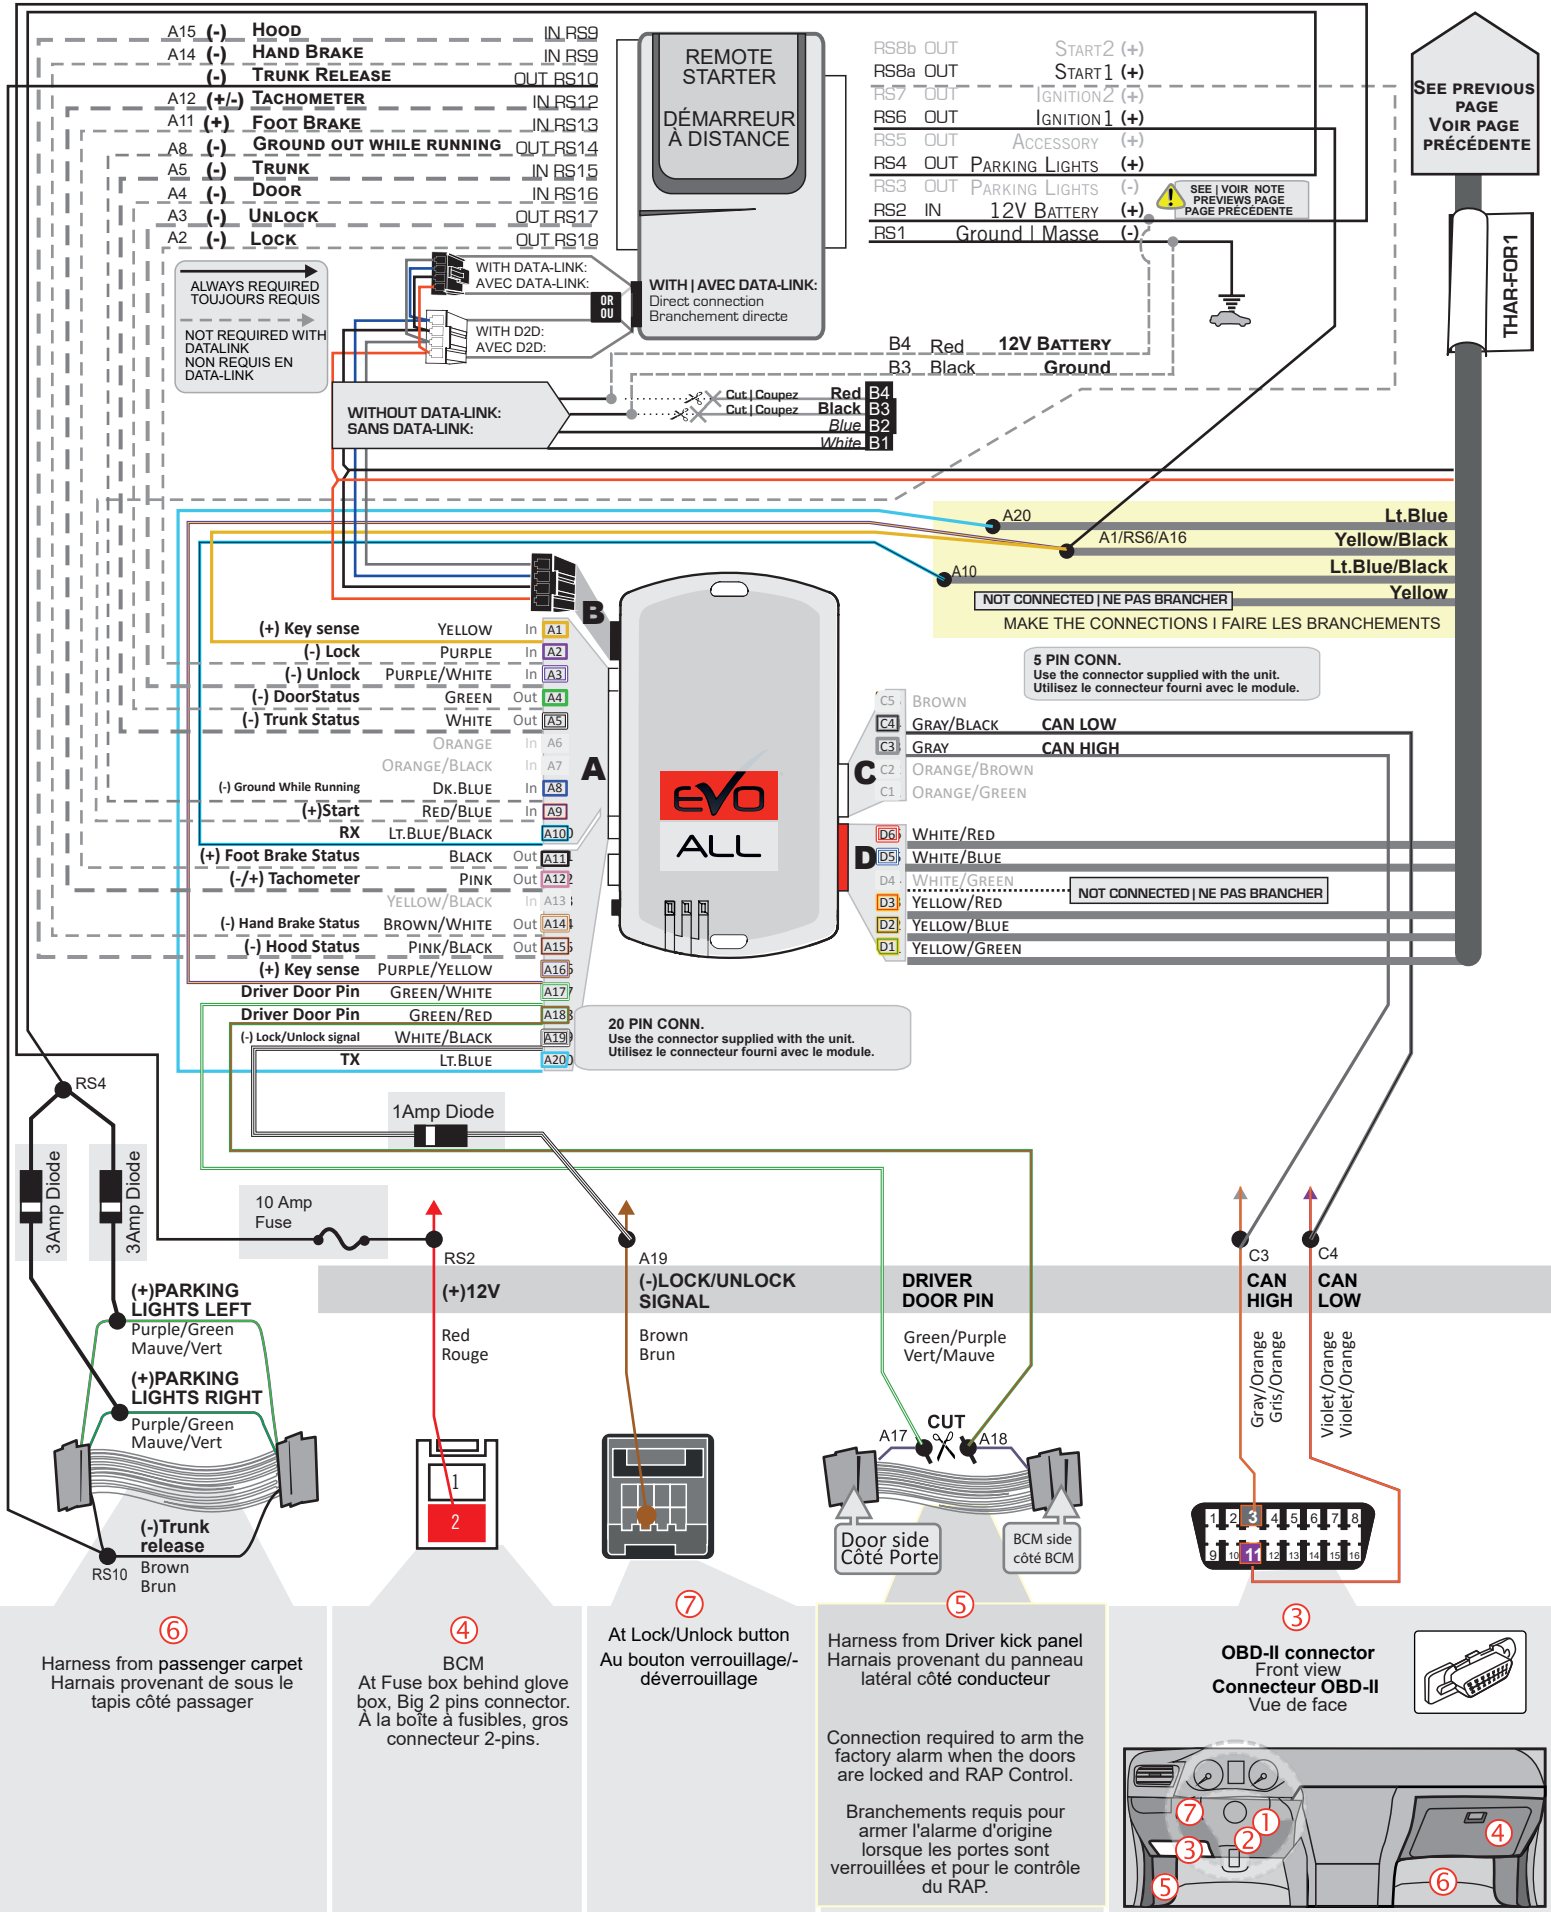 A15 (-) HOOD IN RS9
A14 (-) HAND BRAKE IN RS9
(-) TRUNK RELEASE OUT RS10
A12 (+/-) TACHOMETER IN RS12
A11 (+) FOOT BRAKE IN RS13
A8 (-) GROUND OUT WHILE RUNNING OUT RS14
A5 (-) TRUNK IN RS15
A4 (-) DOOR IN RS16
A3 (-) UNLOCK OUT RS17
A2 (-) LOCK OUT RS18
REMOTE
STARTER
DÉMARREUR
À DISTANCE
WITH | AVEC DATA-LINK:
Direct connection
Branchement directe
RS8b OUT START2 (+)
RS8a OUT START1 (+)
RS7 OUT IGNITION2 (+)
RS6 OUT IGNITION1 (+)
RS5 OUT ACCESSORY (+)
RS4 OUT PARKING LIGHTS (+)
RS3 OUT PARKING LIGHTS (-)
RS2 IN 12V BATTERY (+)
RS1 Ground | Masse (-)
SEE | VOIR NOTE
PREVIEWS PAGE
PAGE PRÉCÉDENTE
SEE PREVIOUS
PAGE
VOIR PAGE
PRÉCÉDENTE
THAR-FOR1
ALWAYS REQUIRED
TOUJOURS REQUIS
NOT REQUIRED WITH
DATALINK
NON REQUIS EN
DATA-LINK
WITH DATA-LINK:
AVEC DATA-LINK:
OR
OU
WITH D2D:
AVEC D2D:
B4 Red 12V BATTERY
B3 Black Ground
WITHOUT DATA-LINK:
SANS DATA-LINK:
Cut | Coupez Red B4
Cut | Coupez Black B3
Blue B2
White B1
A20 Lt.Blue
A1/RS6/A16 Yellow/Black
A10 Lt.Blue/Black
Yellow
NOT CONNECTED | NE PAS BRANCHER
MAKE THE CONNECTIONS I FAIRE LES BRANCHEMENTS
5 PIN CONN.
Use the connector supplied with the unit.
Utilisez le connecteur fourni avec le module.
B
A
C
D
EVO
ALL
(+) Key sense YELLOW In A1
(-) Lock PURPLE In A2
(-) Unlock PURPLE/WHITE In A3
(-) DoorStatus GREEN Out A4
(-) Trunk Status WHITE Out A5
ORANGE In A6
ORANGE/BLACK In A7
(-) Ground While Running DK.BLUE In A8
(+)Start RED/BLUE In A9
RX LT.BLUE/BLACK A10
(+) Foot Brake Status BLACK Out A11
(-/+) Tachometer PINK Out A12
YELLOW/BLACK In A13
(-) Hand Brake Status BROWN/WHITE Out A14
(-) Hood Status PINK/BLACK Out A15
(+) Key sense PURPLE/YELLOW A16
Driver Door Pin GREEN/WHITE A17
Driver Door Pin GREEN/RED A18
(-) Lock/Unlock signal WHITE/BLACK A19
TX LT.BLUE A20
C5 BROWN
C4 GRAY/BLACK CAN LOW
C3 GRAY CAN HIGH
C2 ORANGE/BROWN
C1 ORANGE/GREEN
D6 WHITE/RED
D5 WHITE/BLUE
D4 WHITE/GREEN
NOT CONNECTED | NE PAS BRANCHER
D3 YELLOW/RED
D2 YELLOW/BLUE
D1 YELLOW/GREEN
20 PIN CONN.
Use the connector supplied with the unit.
Utilisez le connecteur fourni avec le module.
RS4
3Amp Diode
3Amp Diode
1Amp Diode
10 Amp
Fuse
RS2
(+)12V
Red
Rouge
A19
(-)LOCK/UNLOCK
SIGNAL
Brown
Brun
DRIVER
DOOR PIN
Green/Purple
Vert/Mauve
C3
CAN
HIGH
Gray/Orange
Gris/Orange
C4
CAN
LOW
Violet/Orange
Violet/Orange
(+)PARKING
LIGHTS LEFT
Purple/Green
Mauve/Vert
(+)PARKING
LIGHTS RIGHT
Purple/Green
Mauve/Vert
(-)Trunk
release
RS10
Brown
Brun
1
2
A17
CUT
A18
Door side
Côté Porte
BCM side
côté BCM
1 2 3 4 5 6 7 8
9 10 11 12 13 14 15 16
6
Harness from passenger carpet
Harnais provenant de sous le
tapis côté passager
4
BCM
At Fuse box behind glove
box, Big 2 pins connector.
À la boîte à fusibles, gros
connecteur 2-pins.
7
At Lock/Unlock button
Au bouton verrouillage/-
déverrouillage
5
Harness from Driver kick panel
Harnais provenant du panneau
latéral côté conducteur
Connection required to arm the
factory alarm when the doors
are locked and RAP Control.
Branchements requis pour
armer l'alarme d'origine
lorsque les portes sont
verrouillées et pour le contrôle
du RAP.
3
OBD-II connector
Front view
Connecteur OBD-II
Vue de face
7
1
2
3
4
5
6